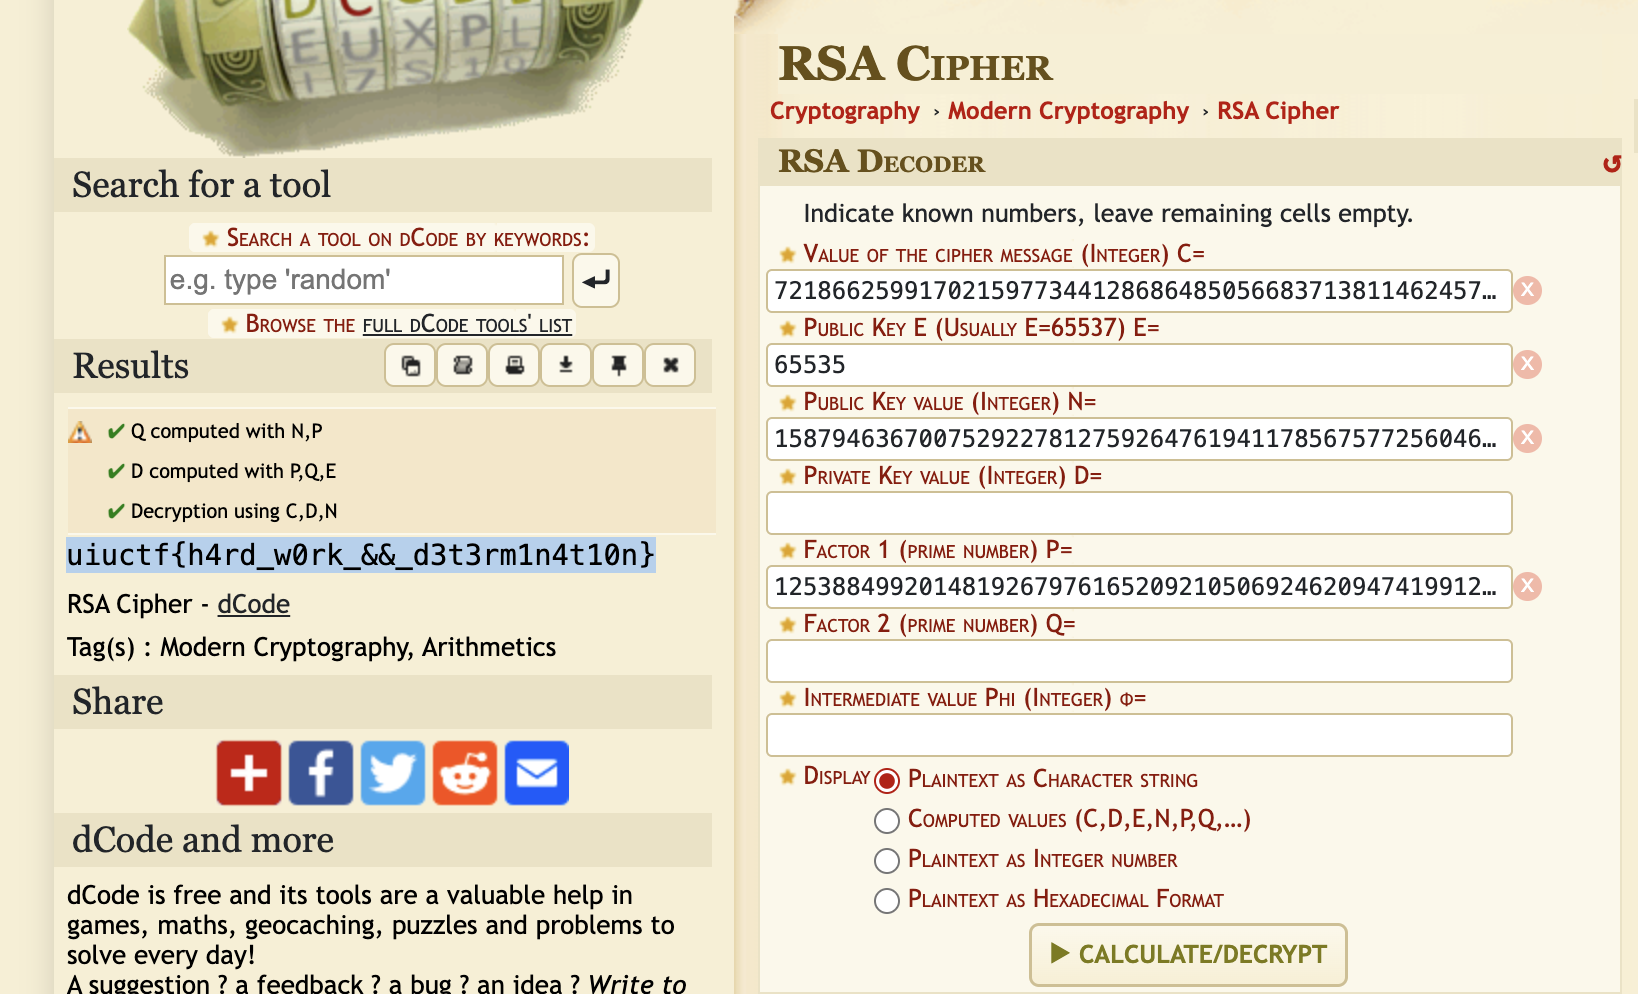 D C
E U X P L
I 7 S 1 0
Search for a tool
Search a tool on dCode by keywords:
e.g. type 'random'
Browse the full dCode tools' list
Results
Q computed with N,P
D computed with P,Q,E
Decryption using C,D,N
uiuctf{h4rd_w0rk_&&_d3t3rm1n4t10n}
RSA Cipher - dCode
Tag(s) : Modern Cryptography, Arithmetics
Share
dCode and more
dCode is free and its tools are a valuable help in
games, maths, geocaching, puzzles and problems to
solve every day!
A suggestion ? a feedback ? a bug ? an idea ? Write to
RSA Cipher
Cryptography › Modern Cryptography › RSA Cipher
RSA Decoder
Indicate known numbers, leave remaining cells empty.
Value of the cipher message (Integer) C=
7218662599170215977344128686485056683713811462457…
X
Public Key E (Usually E=65537) E=
65535
X
Public Key value (Integer) N=
1587946367007529227812759264761941178567577256046…
X
Private Key value (Integer) D=
Factor 1 (prime number) P=
1253884992014819267976165209210506924620947419912…
X
Factor 2 (prime number) Q=
Intermediate value Phi (Integer) Φ=
Display
Plaintext as Character string
Computed values (C,D,E,N,P,Q,…)
Plaintext as Integer number
Plaintext as Hexadecimal Format
▶ CALCULATE/DECRYPT